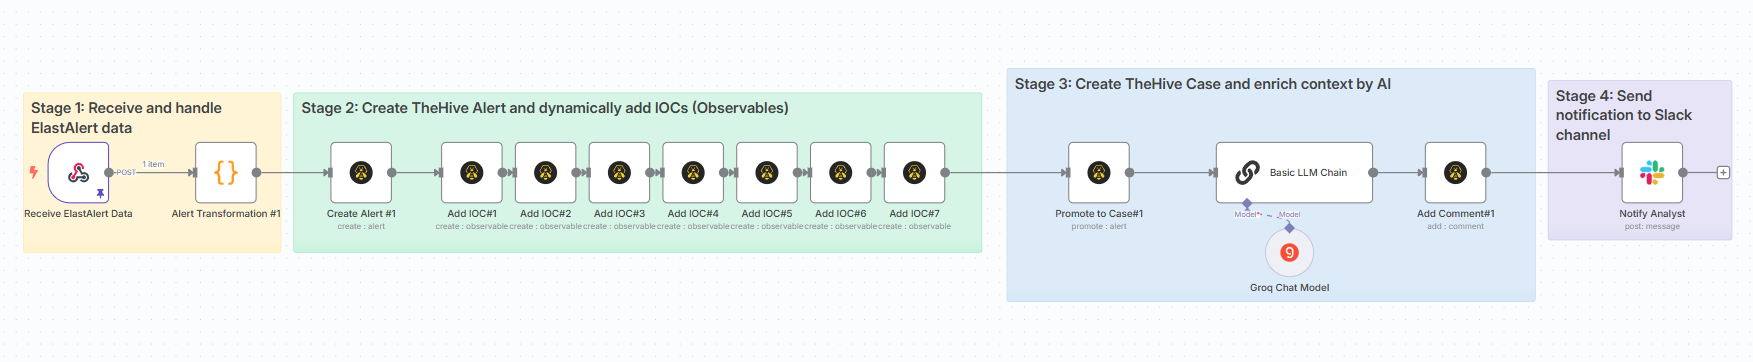 Stage 1: Receive and handle
ElastAlert data
POST
1 item
Receive ElastAlert Data
Alert Transformation #1
Stage 2: Create TheHive Alert and dynamically add IOCs (Observables)
Create Alert #1
create : alert
Add IOC#1
create : observable
Add IOC#2
create : observable
Add IOC#3
create : observable
Add IOC#4
create : observable
Add IOC#5
create : observable
Add IOC#6
create : observable
Add IOC#7
create : observable
Stage 3: Create TheHive Case and enrich context by AI
Promote to Case#1
promote : alert
Basic LLM Chain
Model*
Model
Groq Chat Model
Add Comment#1
add : comment
Stage 4: Send
notification to Slack
channel
Notify Analyst
post: message